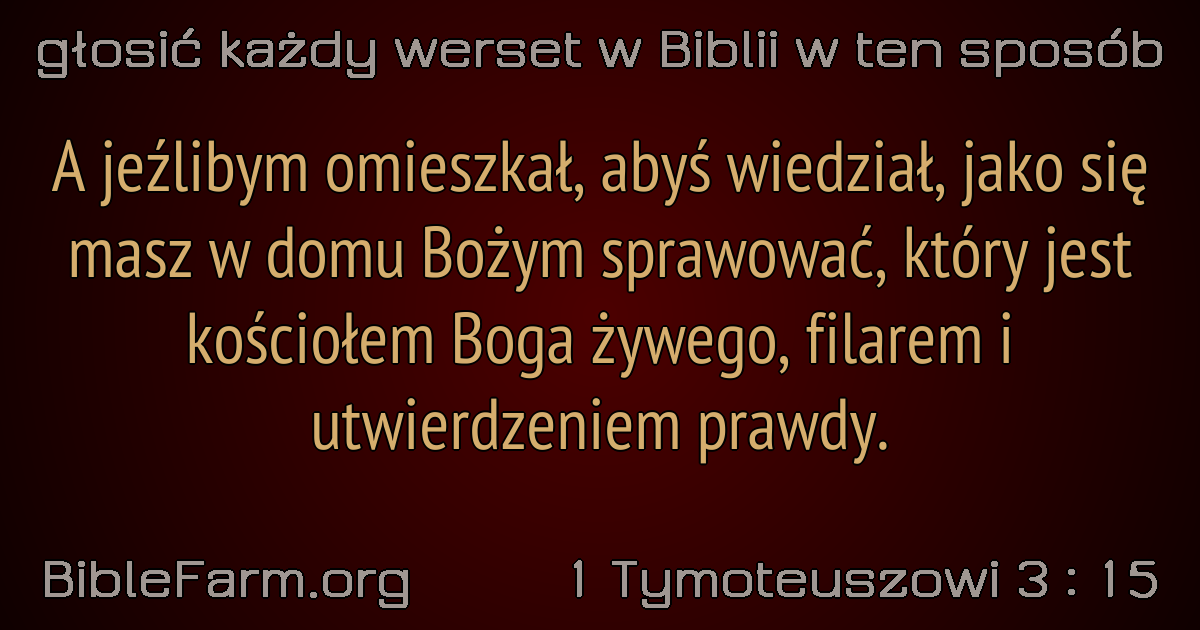 głosić każdy werset w Biblii w ten sposób
A jeźlibym omieszkał, abyś wiedział, jako się
masz w domu Bożym sprawować, który jest
kościołem Boga żywego, filarem i
utwierdzeniem prawdy.
BibleFarm.org 1 Tymoteuszowi 3 : 15